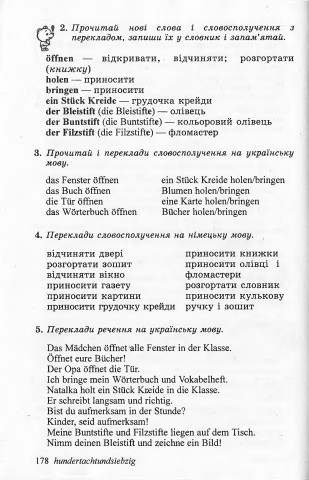 2. Прочитай нові слова і словосполучення з
перекладом, запиши їх у словник і запам'ятай.
öffnen — відкривати, відчиняти; розгортати
(книжку)
holen — приносити
bringen — приносити
ein Stück Kreide — грудочка крейди
der Bleistift (die Bleistifte) — олівець
der Buntstift (die Buntstifte) — кольоровий олівець
der Filzstift (die Filzstifte) — фломастер
3. Прочитай і переклади словосполучення на українську
мову.
das Fenster öffnen ein Stück Kreide holen/bringen
das Buch öffnen Blumen holen/bringen
die Tür öffnen eine Karte holen/bringen
das Wörterbuch öffnen Bücher holen/bringen
4. Переклади словосполучення на німецьку мову.
відчиняти двері приносити книжки
розгортати зошит приносити олівці і
відчиняти вікно фломастери
приносити газету розгортати словник
приносити картини приносити кулькову
приносити грудочку крейди ручку і зошит
5. Переклади речення на українську мову.
Das Mädchen öffnet alle Fenster in der Klasse.
Öffnet eure Bücher!
Der Opa öffnet die Tür.
Ich bringe mein Wörterbuch und Vokabelheft.
Natalka holt ein Stück Kreide in die Klasse.
Er schreibt langsam und richtig.
Bist du aufmerksam in der Stunde?
Kinder, seid aufmerksam!
Meine Buntstifte und Filzstifte liegen auf dem Tisch.
Nimm deinen Bleistift und zeichne ein Bild!
178 hundertachtundsiebzig